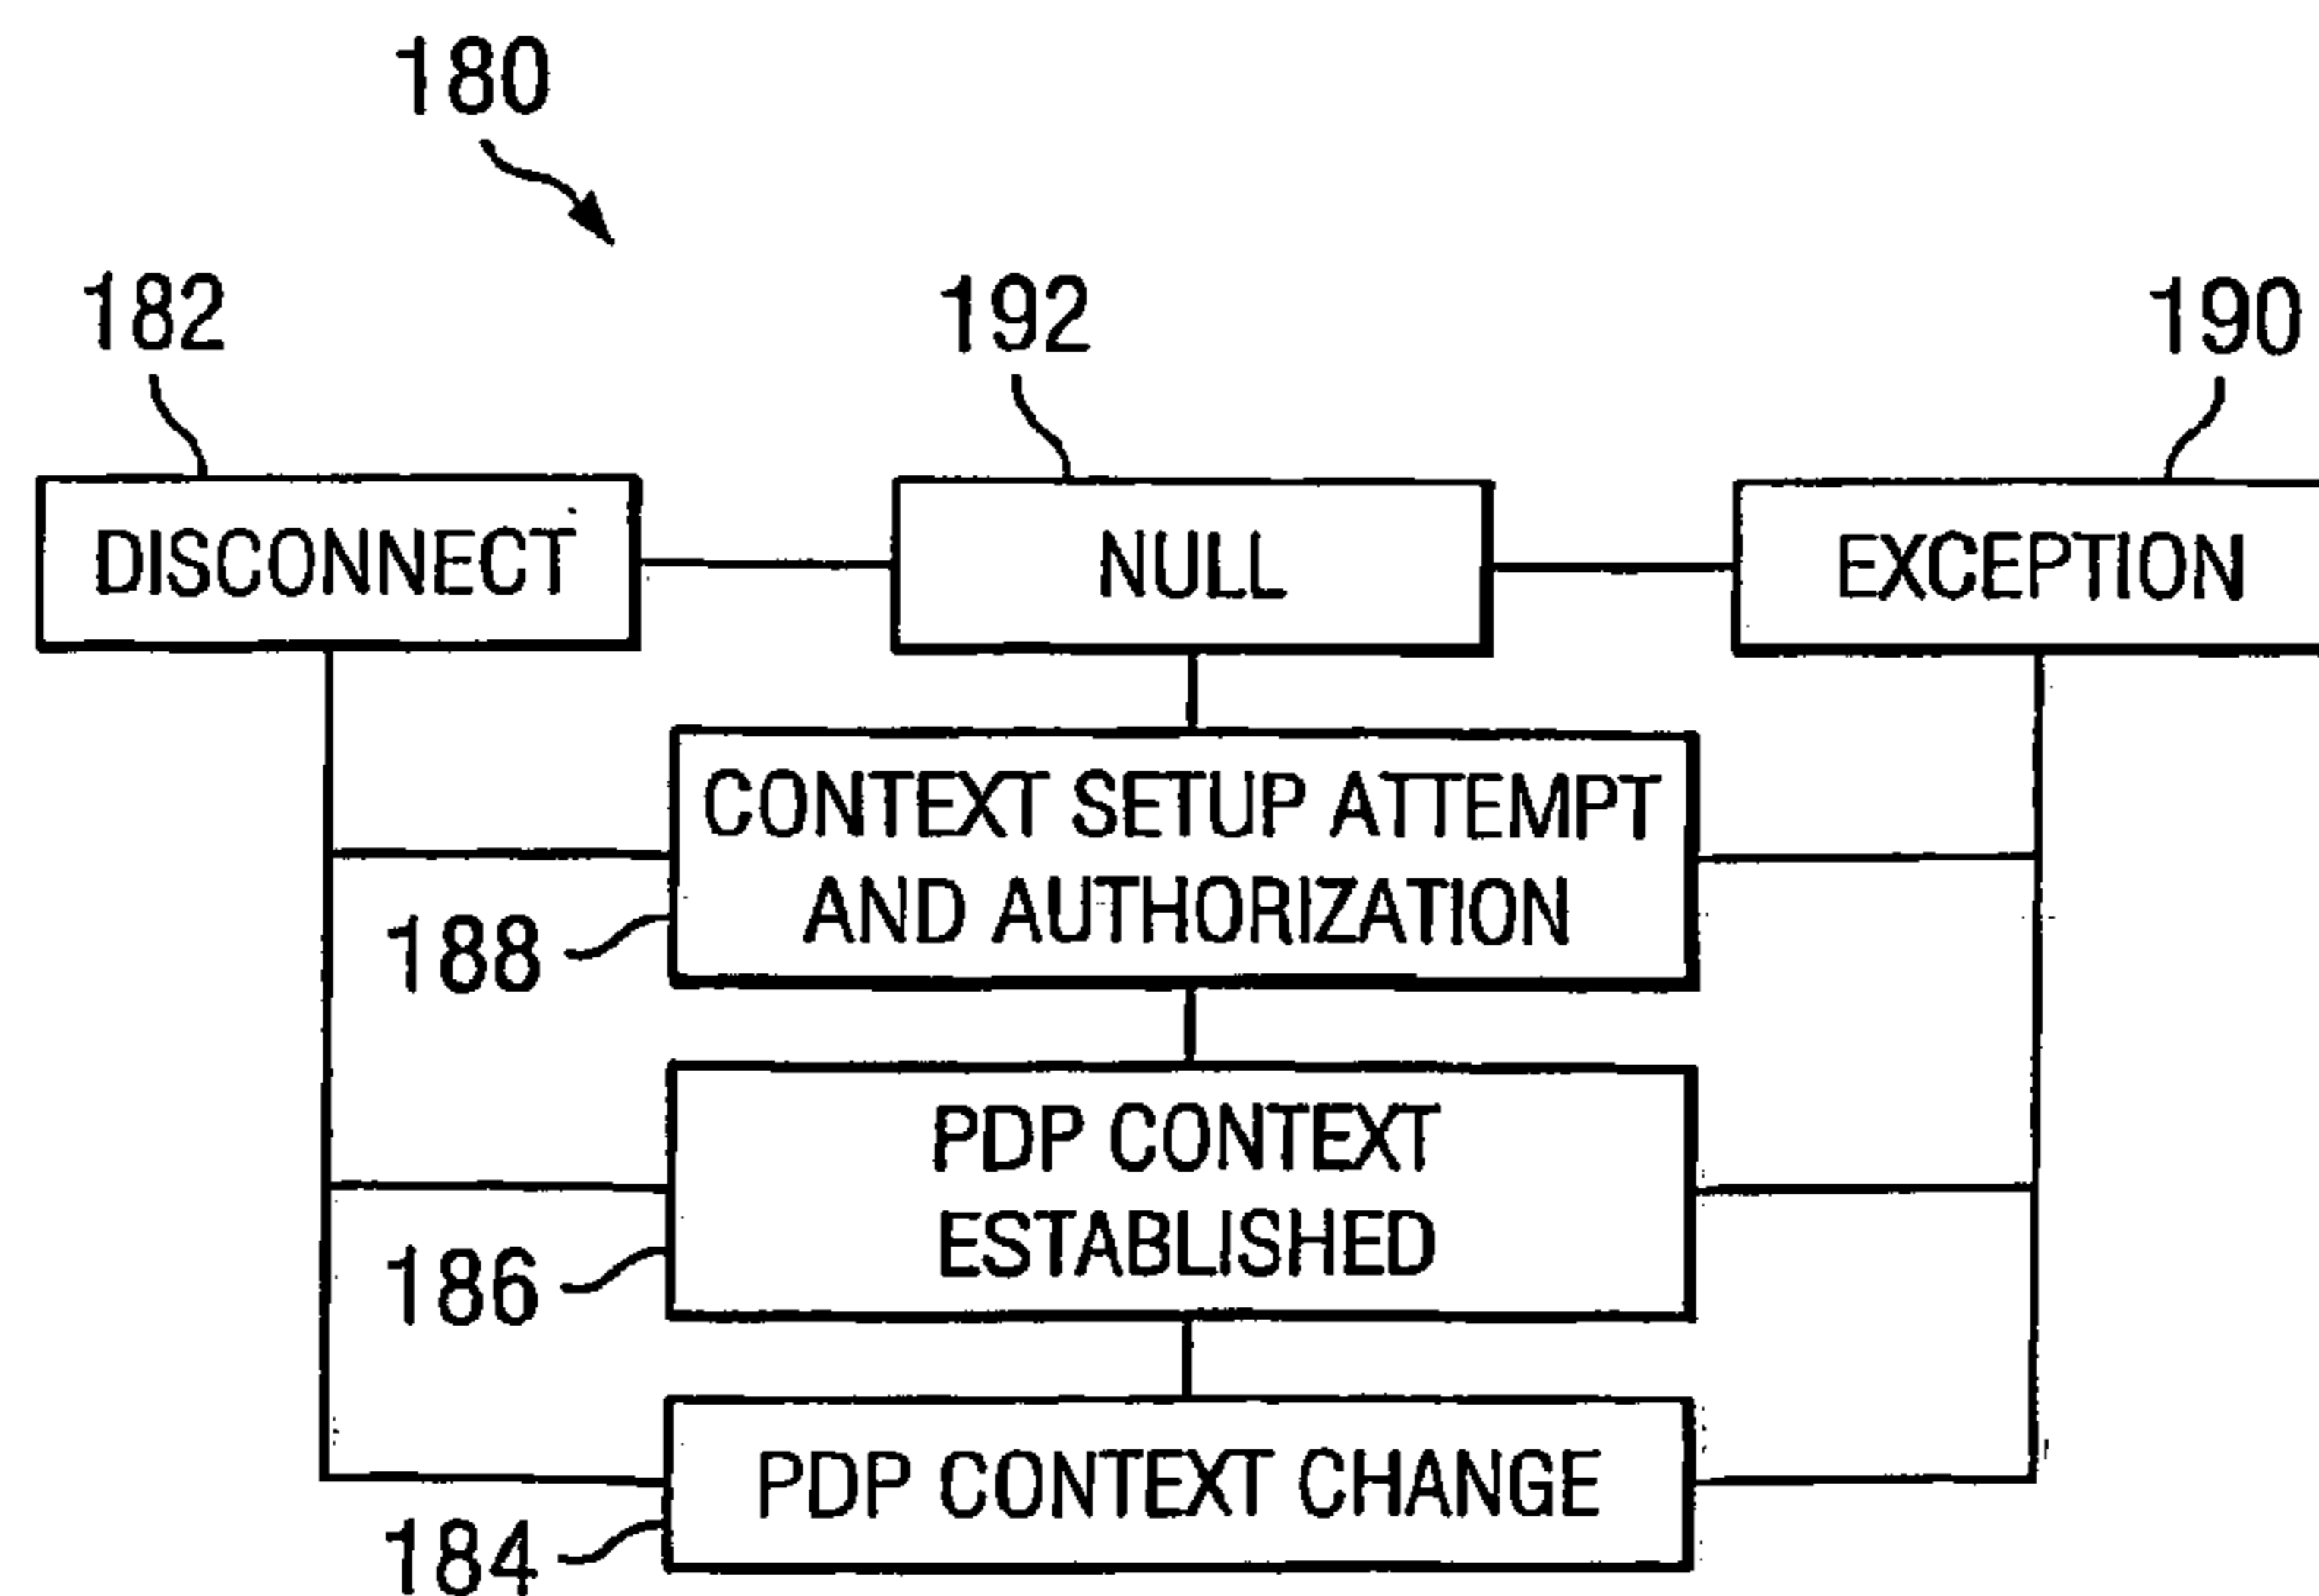 180
182
192
190
DISCONNECT
NULL
EXCEPTION
CONTEXT SETUP ATTEMPT
AND AUTHORIZATION
188
PDP CONTEXT
ESTABLISHED
186
PDP CONTEXT CHANGE
184